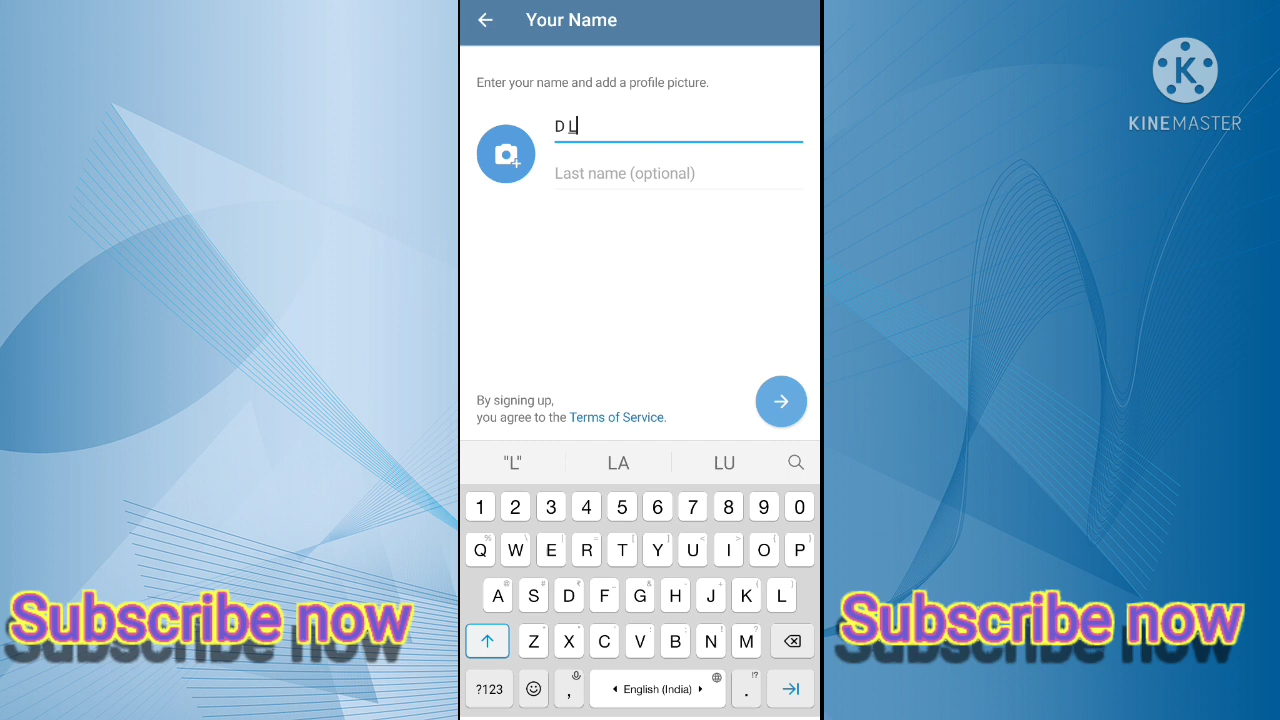 Your Name
Enter your name and add a profile picture.
D L
Last name (optional)
By signing up,
you agree to the Terms of Service.
"L" LA LU
1 2 3 4 5 6 7 8 9 0
Q W E R T Y U I O P
A S D F G H J K L
Z X C V B N M
?123 , English (India) .
KINEMASTER
Subscribe now
Subscribe now